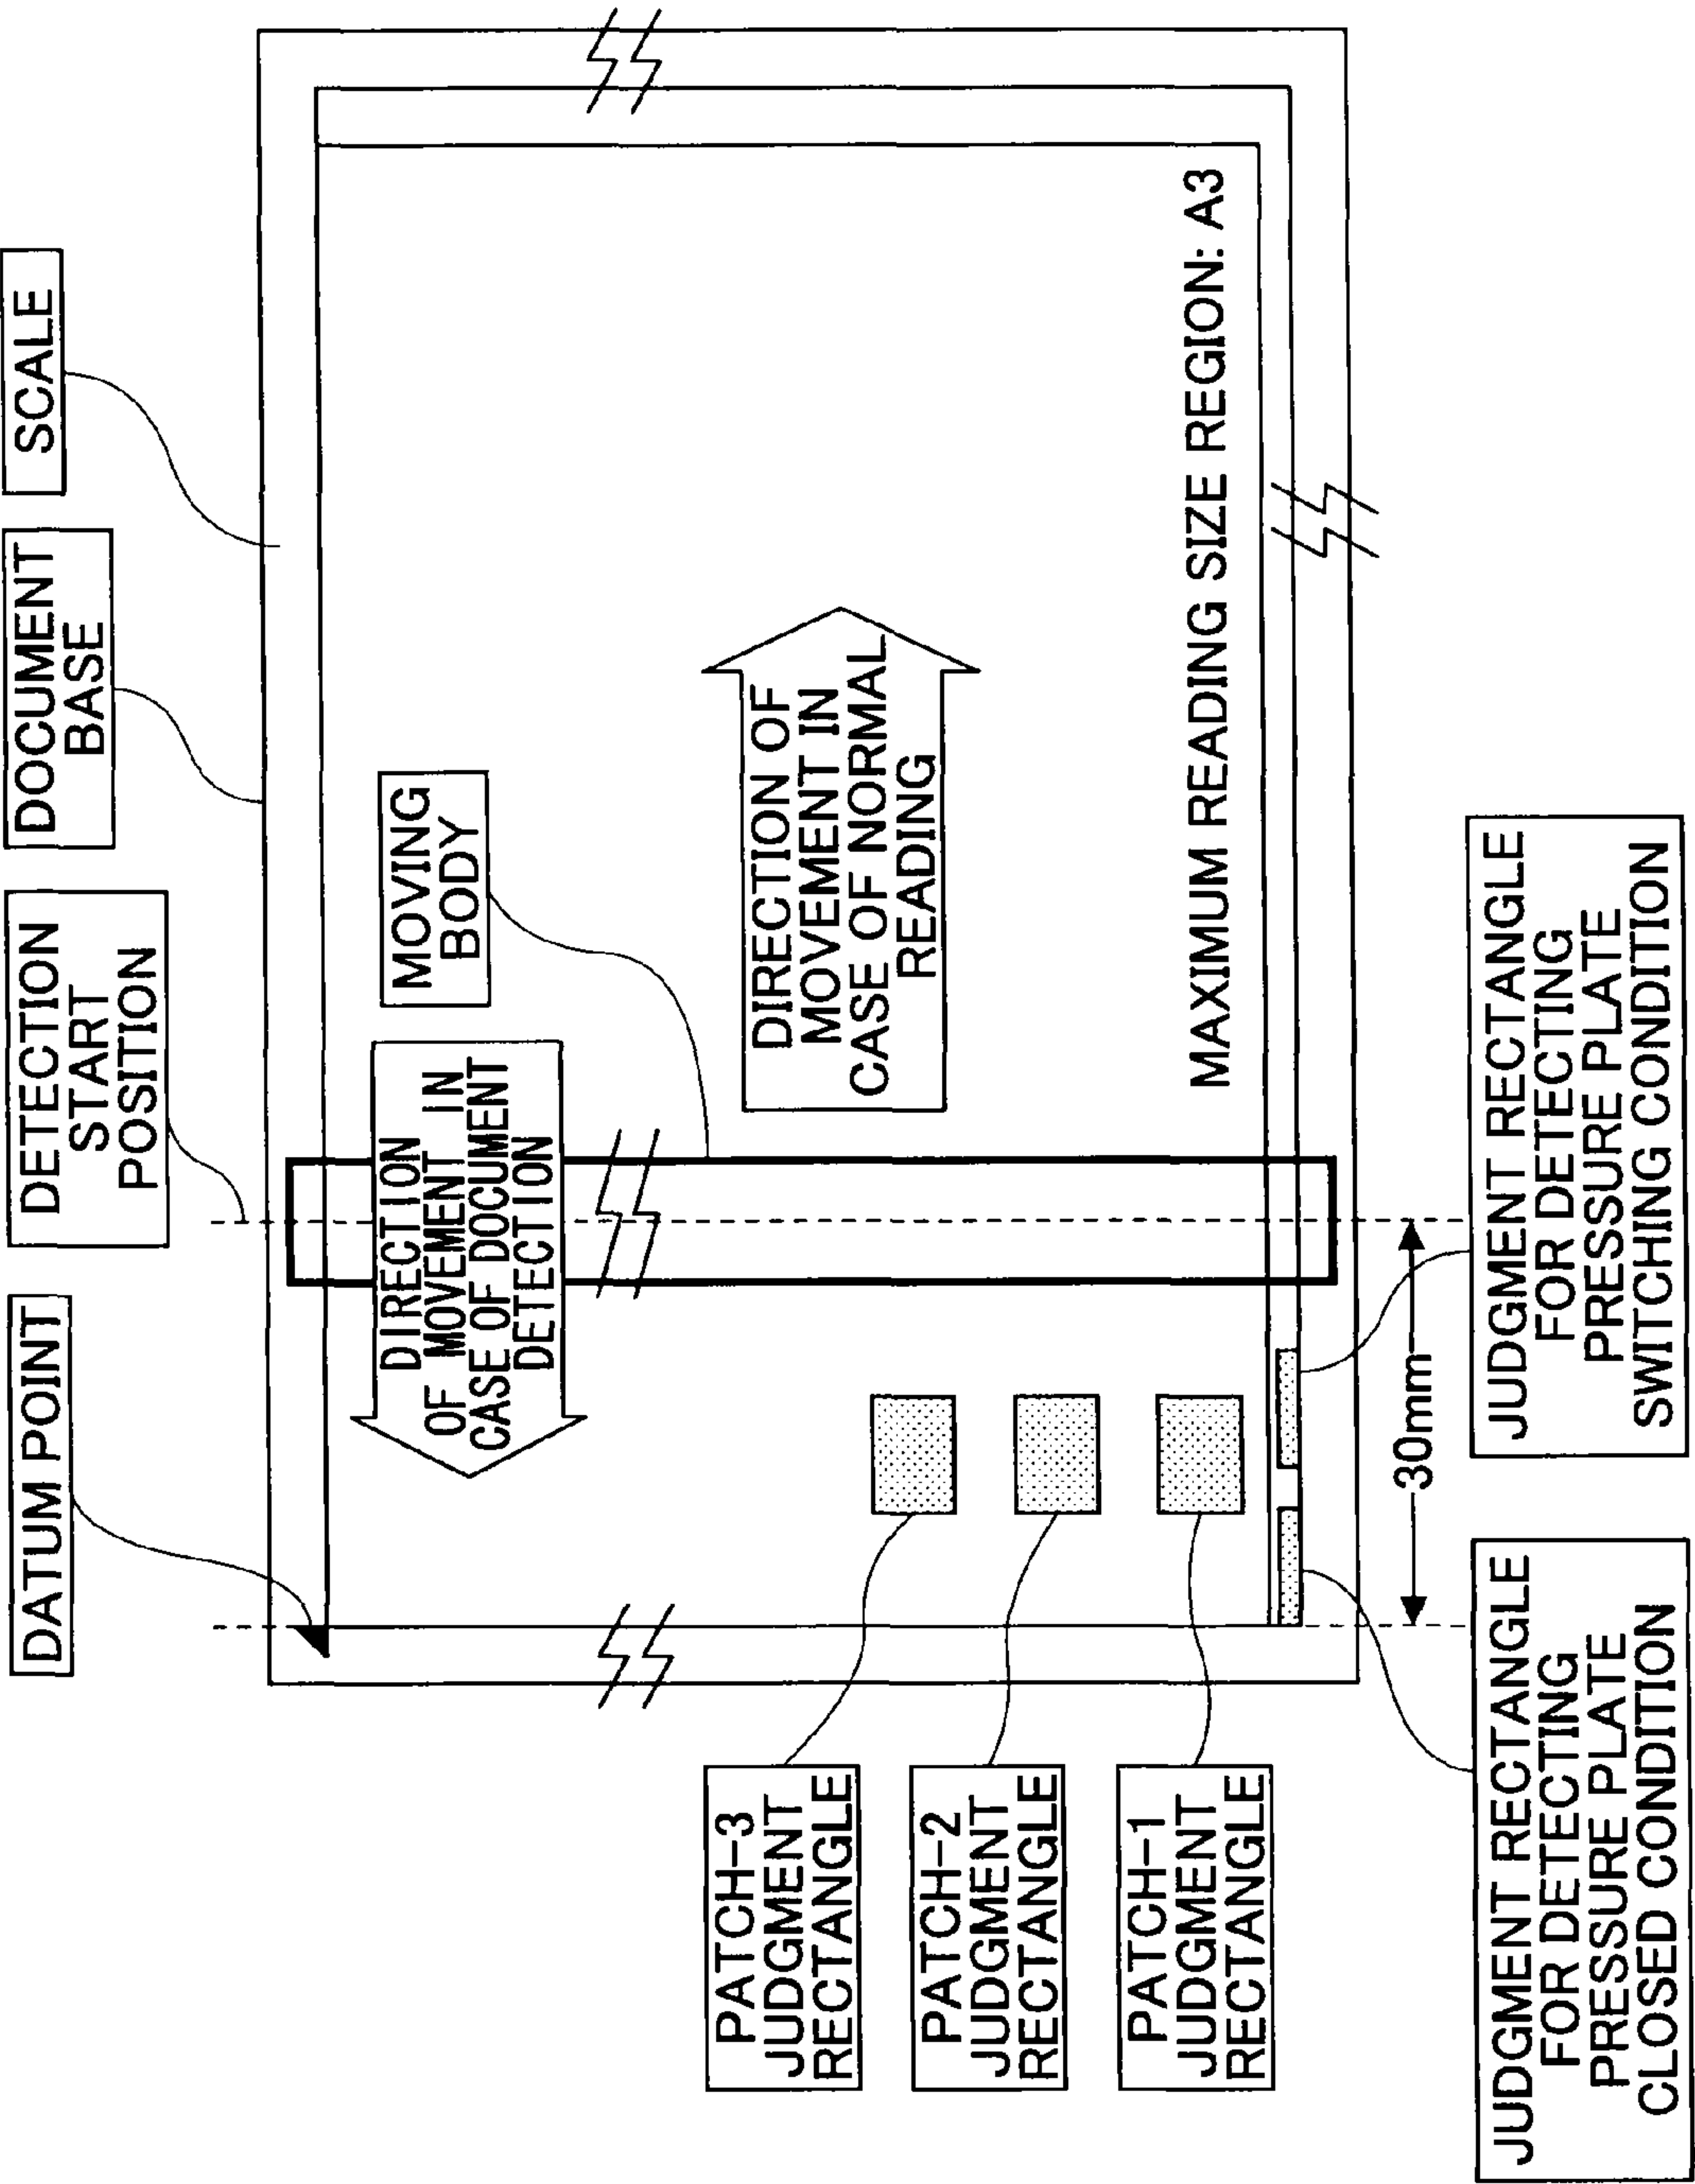 DATUM POINT
DETECTION
START
POSITION
DOCUMENT
BASE
SCALE
DIRECTION
OF MOVEMENT IN
CASE OF DOCUMENT
DETECTION
MOVING
BODY
DIRECTION OF
MOVEMENT IN
CASE OF NORMAL
READING
PATCH-3
JUDGMENT
RECTANGLE
PATCH-2
JUDGMENT
RECTANGLE
PATCH-1
JUDGMENT
RECTANGLE
MAXIMUM READING SIZE REGION: A3
30mm
JUDGMENT RECTANGLE
FOR DETECTING
PRESSURE PLATE
CLOSED CONDITION
JUDGMENT RECTANGLE
FOR DETECTING
PRESSURE PLATE
SWITCHING CONDITION